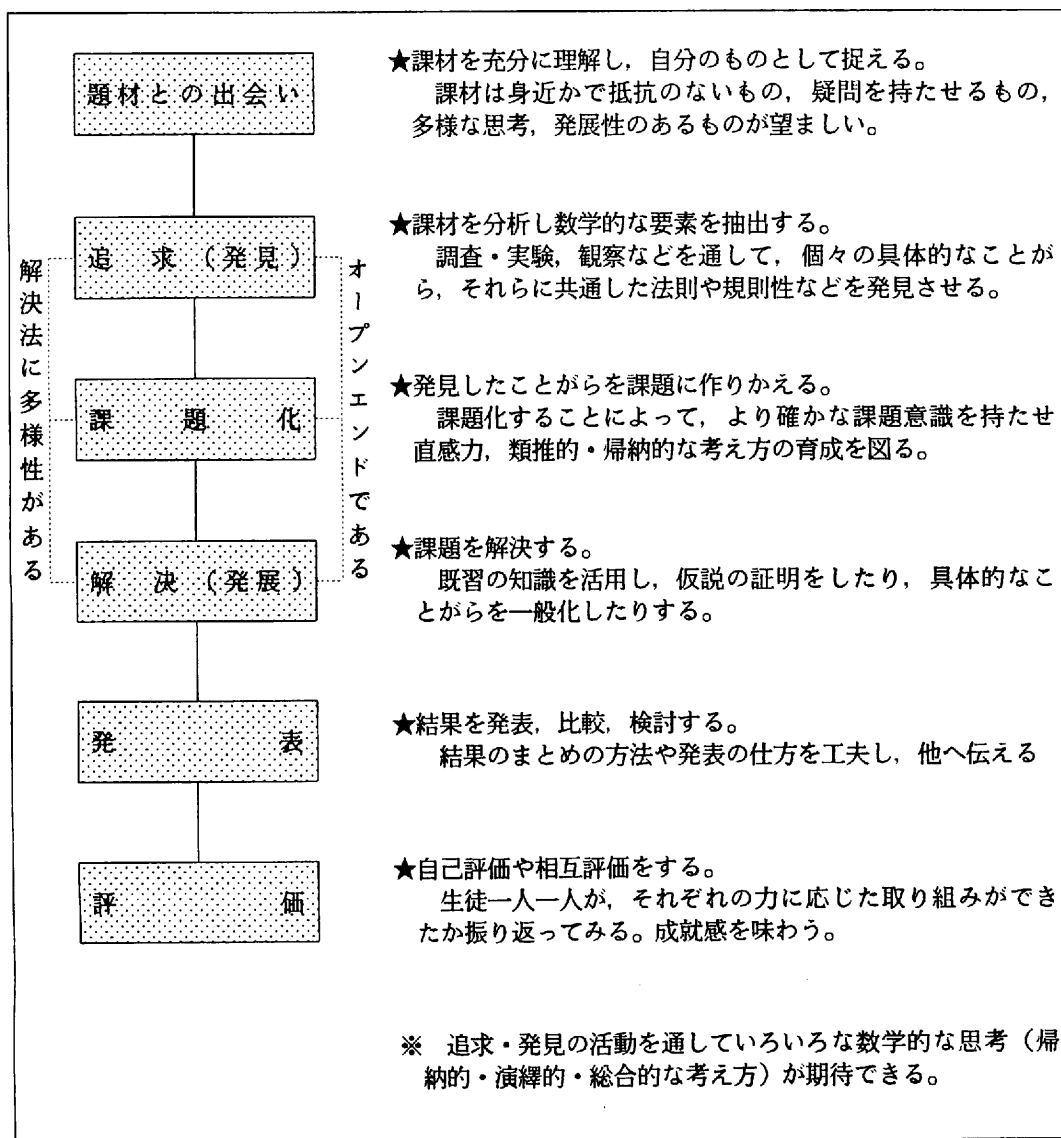 題材との出会い
★課材を充分に理解し，自分のものとして捉える。
課材は身近かで抵抗のないもの，疑問を持たせるもの，
多様な思考，発展性のあるものが望ましい。
追 求（発見）
★課材を分析し数学的な要素を抽出する。
調査・実験，観察などを通して，個々の具体的なことが
ら，それらに共通した法則や規則性などを発見させる。
解決法に多様性がある
オープンエンドである
課 題 化
★発見したことがらを課題に作りかえる。
課題化することによって，より確かな課題意識を持たせ
直感力，類推的・帰納的な考え方の育成を図る。
解 決（発展）
★課題を解決する。
既習の知識を活用し，仮説の証明をしたり，具体的なこ
とがらを一般化したりする。
発 表
★結果を発表，比較，検討する。
結果のまとめの方法や発表の仕方を工夫し，他へ伝える
評 価
★自己評価や相互評価をする。
生徒一人一人が，それぞれの力に応じた取り組みができ
たか振り返ってみる。成就感を味わう。
※ 追求・発見の活動を通していろいろな数学的な思考（帰
納的・演繹的・総合的な考え方）が期待できる。